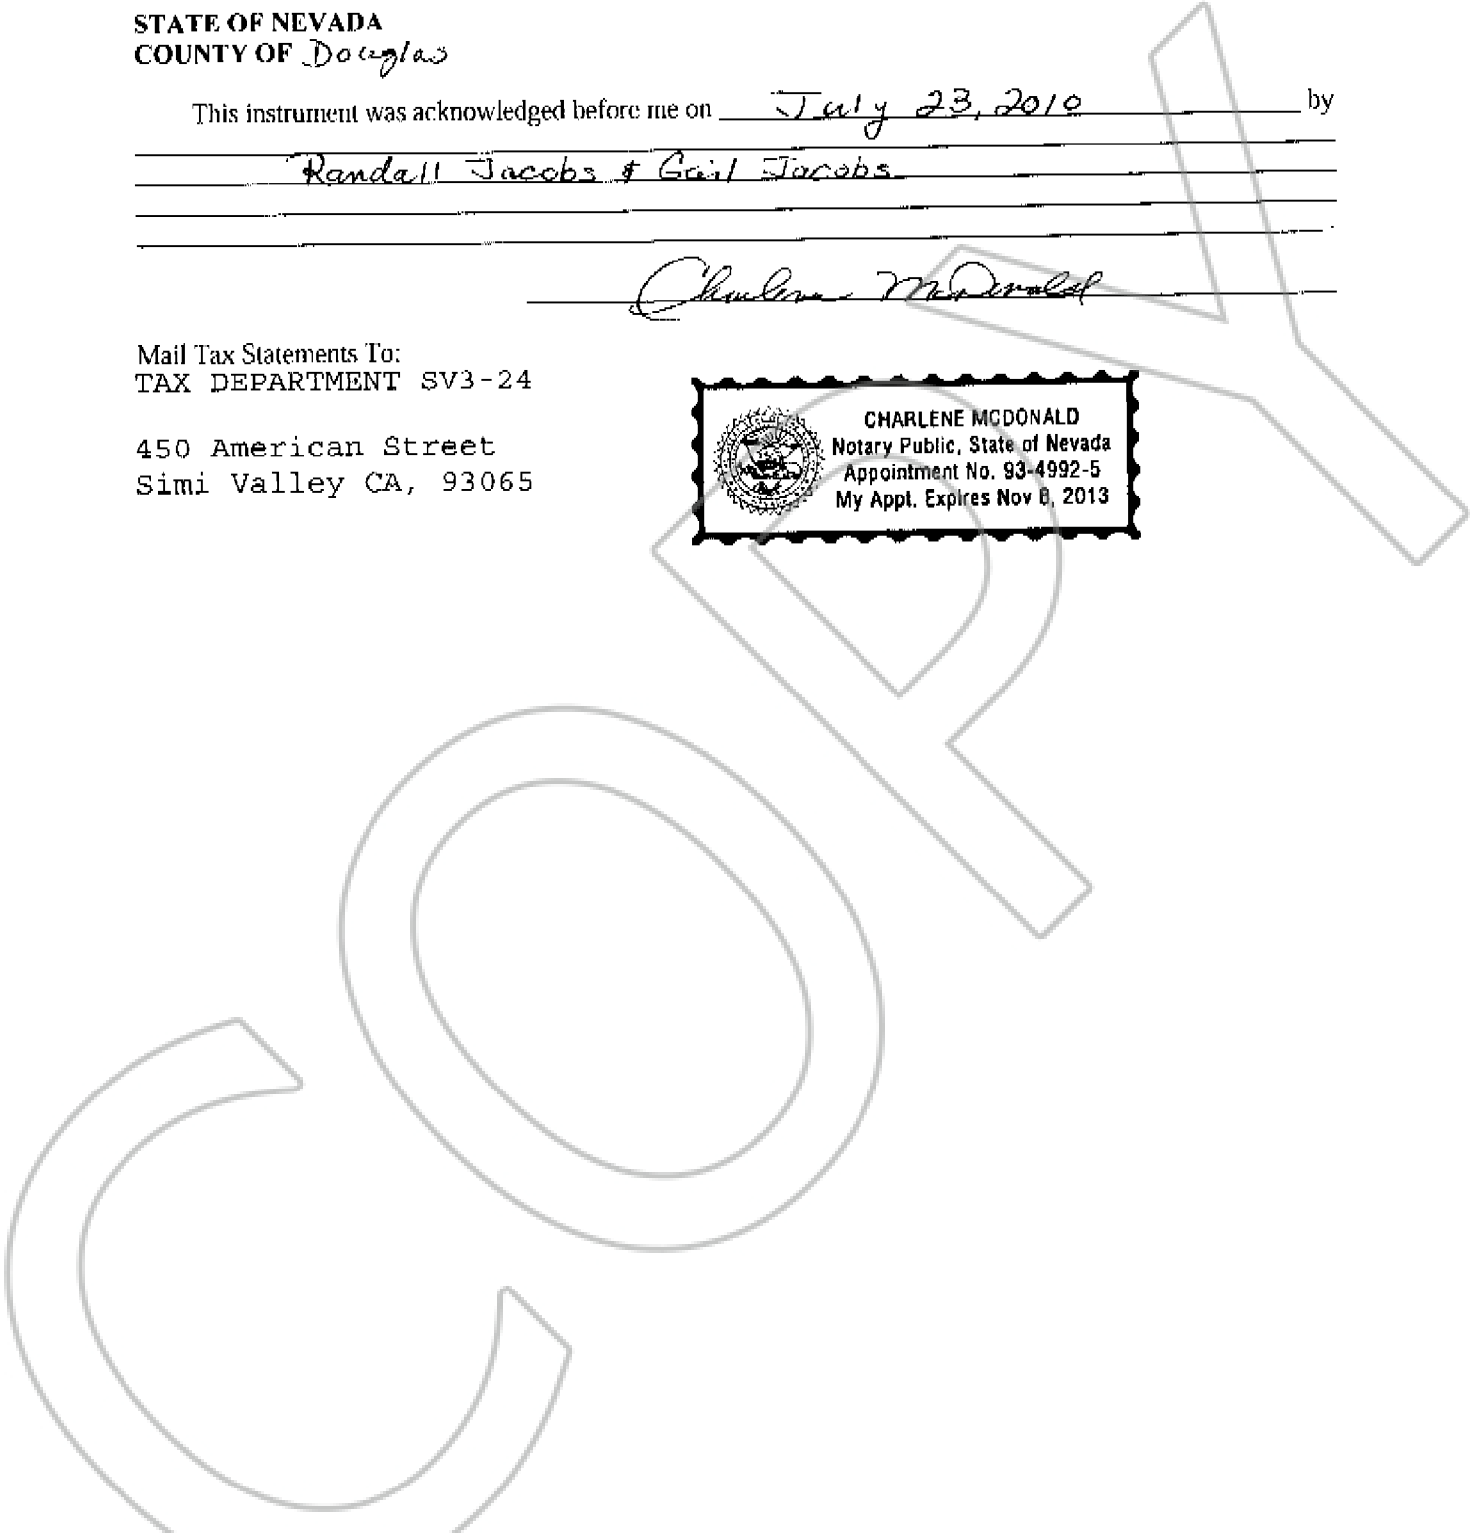 STATE OF NEVADA
COUNTY OF Douglas
This instrument was acknowledged before me on July 23, 2010 by
Randall Jacobs & Gail Jacobs
Charlene McDonald
Mail Tax Statements To:
TAX DEPARTMENT SV3-24
450 American Street
Simi Valley CA, 93065
CHARLENE MCDONALD
Notary Public, State of Nevada
Appointment No. 93-4992-5
My Appt. Expires Nov 8, 2013
COPY